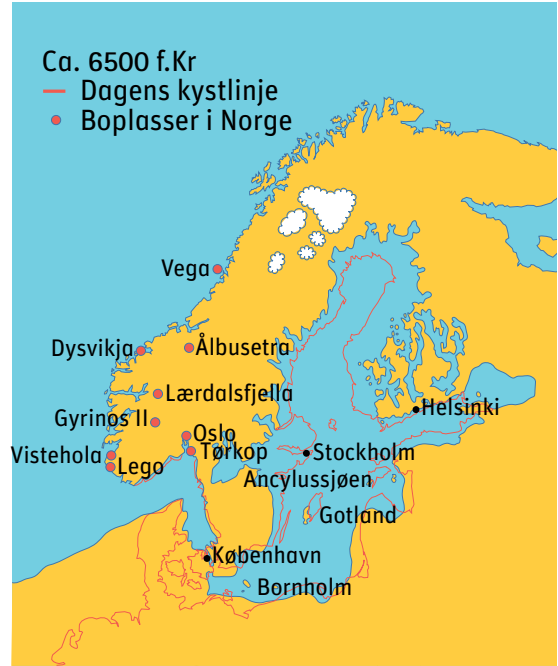 Ca. 6500 f.Kr
Dagens kystlinje
Boplasser i Norge
Vega
Dysvikja
Ålbusetra
Lærdalsfjella
Gyrinos II
Helsinki
Oslo
Vistehola
Tørkop
Stockholm
Lego
Ancylussjøen
Gotland
København
Bornholm